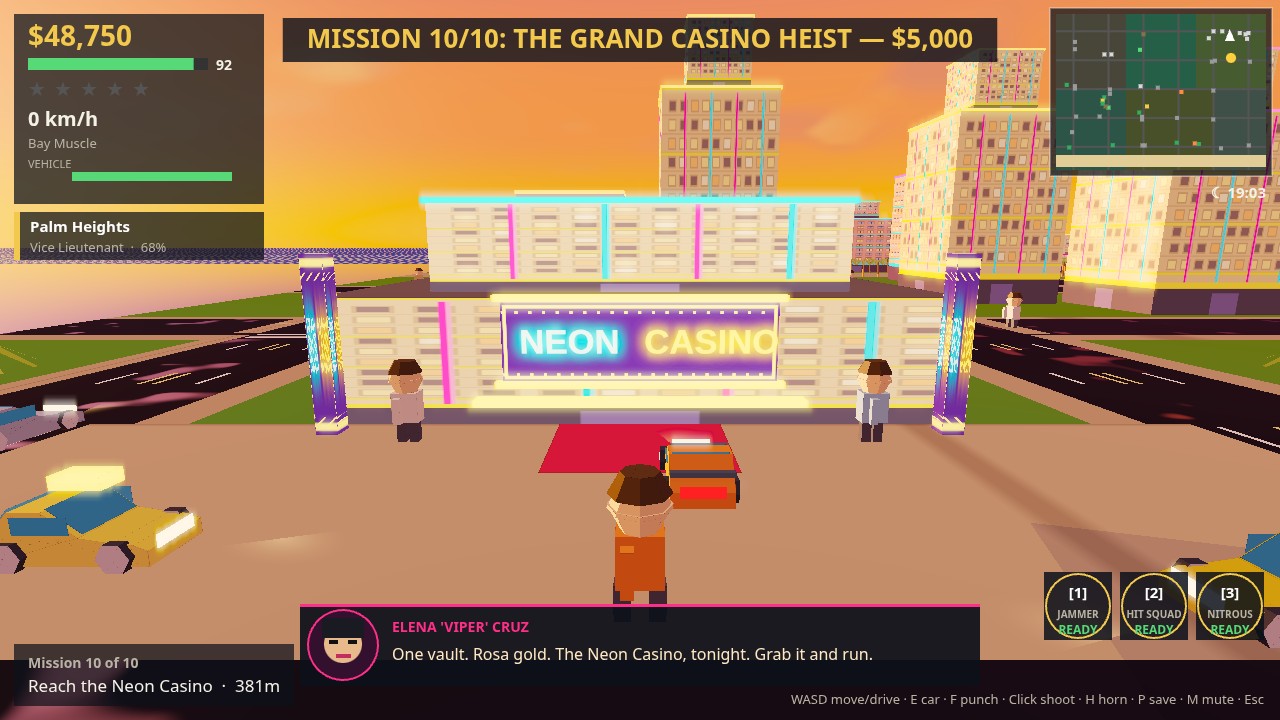 $48,750
92
★ ★ ★ ★ ★
0 km/h
Bay Muscle
VEHICLE
Palm Heights
Vice Lieutenant · 68%
MISSION 10/10: THE GRAND CASINO HEIST — $5,000
☾ 19:03
NEON CASINO
[1]
JAMMER
READY
[2]
HIT SQUAD
READY
[3]
NITROUS
READY
ELENA 'VIPER' CRUZ
One vault. Rosa gold. The Neon Casino, tonight. Grab it and run.
Mission 10 of 10
Reach the Neon Casino · 381m
WASD move/drive · E car · F punch · Click shoot · H horn · P save · M mute · Esc